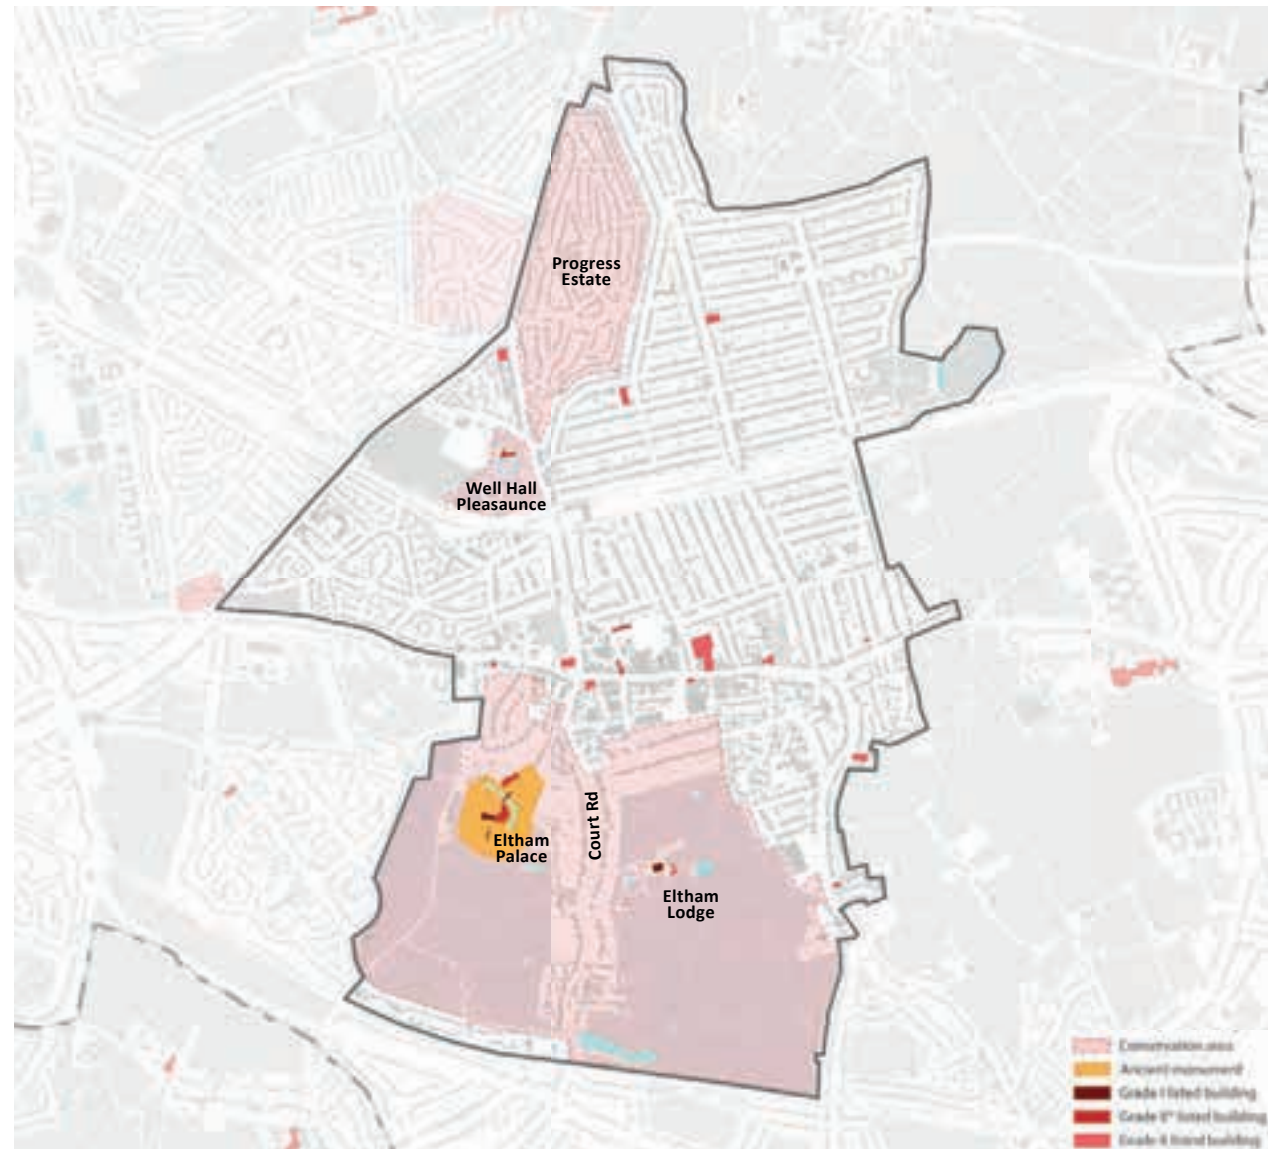 Progress
Estate
Well Hall
Pleasaunce
Eltham
Palace
Court Rd
Eltham
Lodge
Conservation area
Ancient monument
Grade I listed building
Grade II* listed building
Grade II listed building